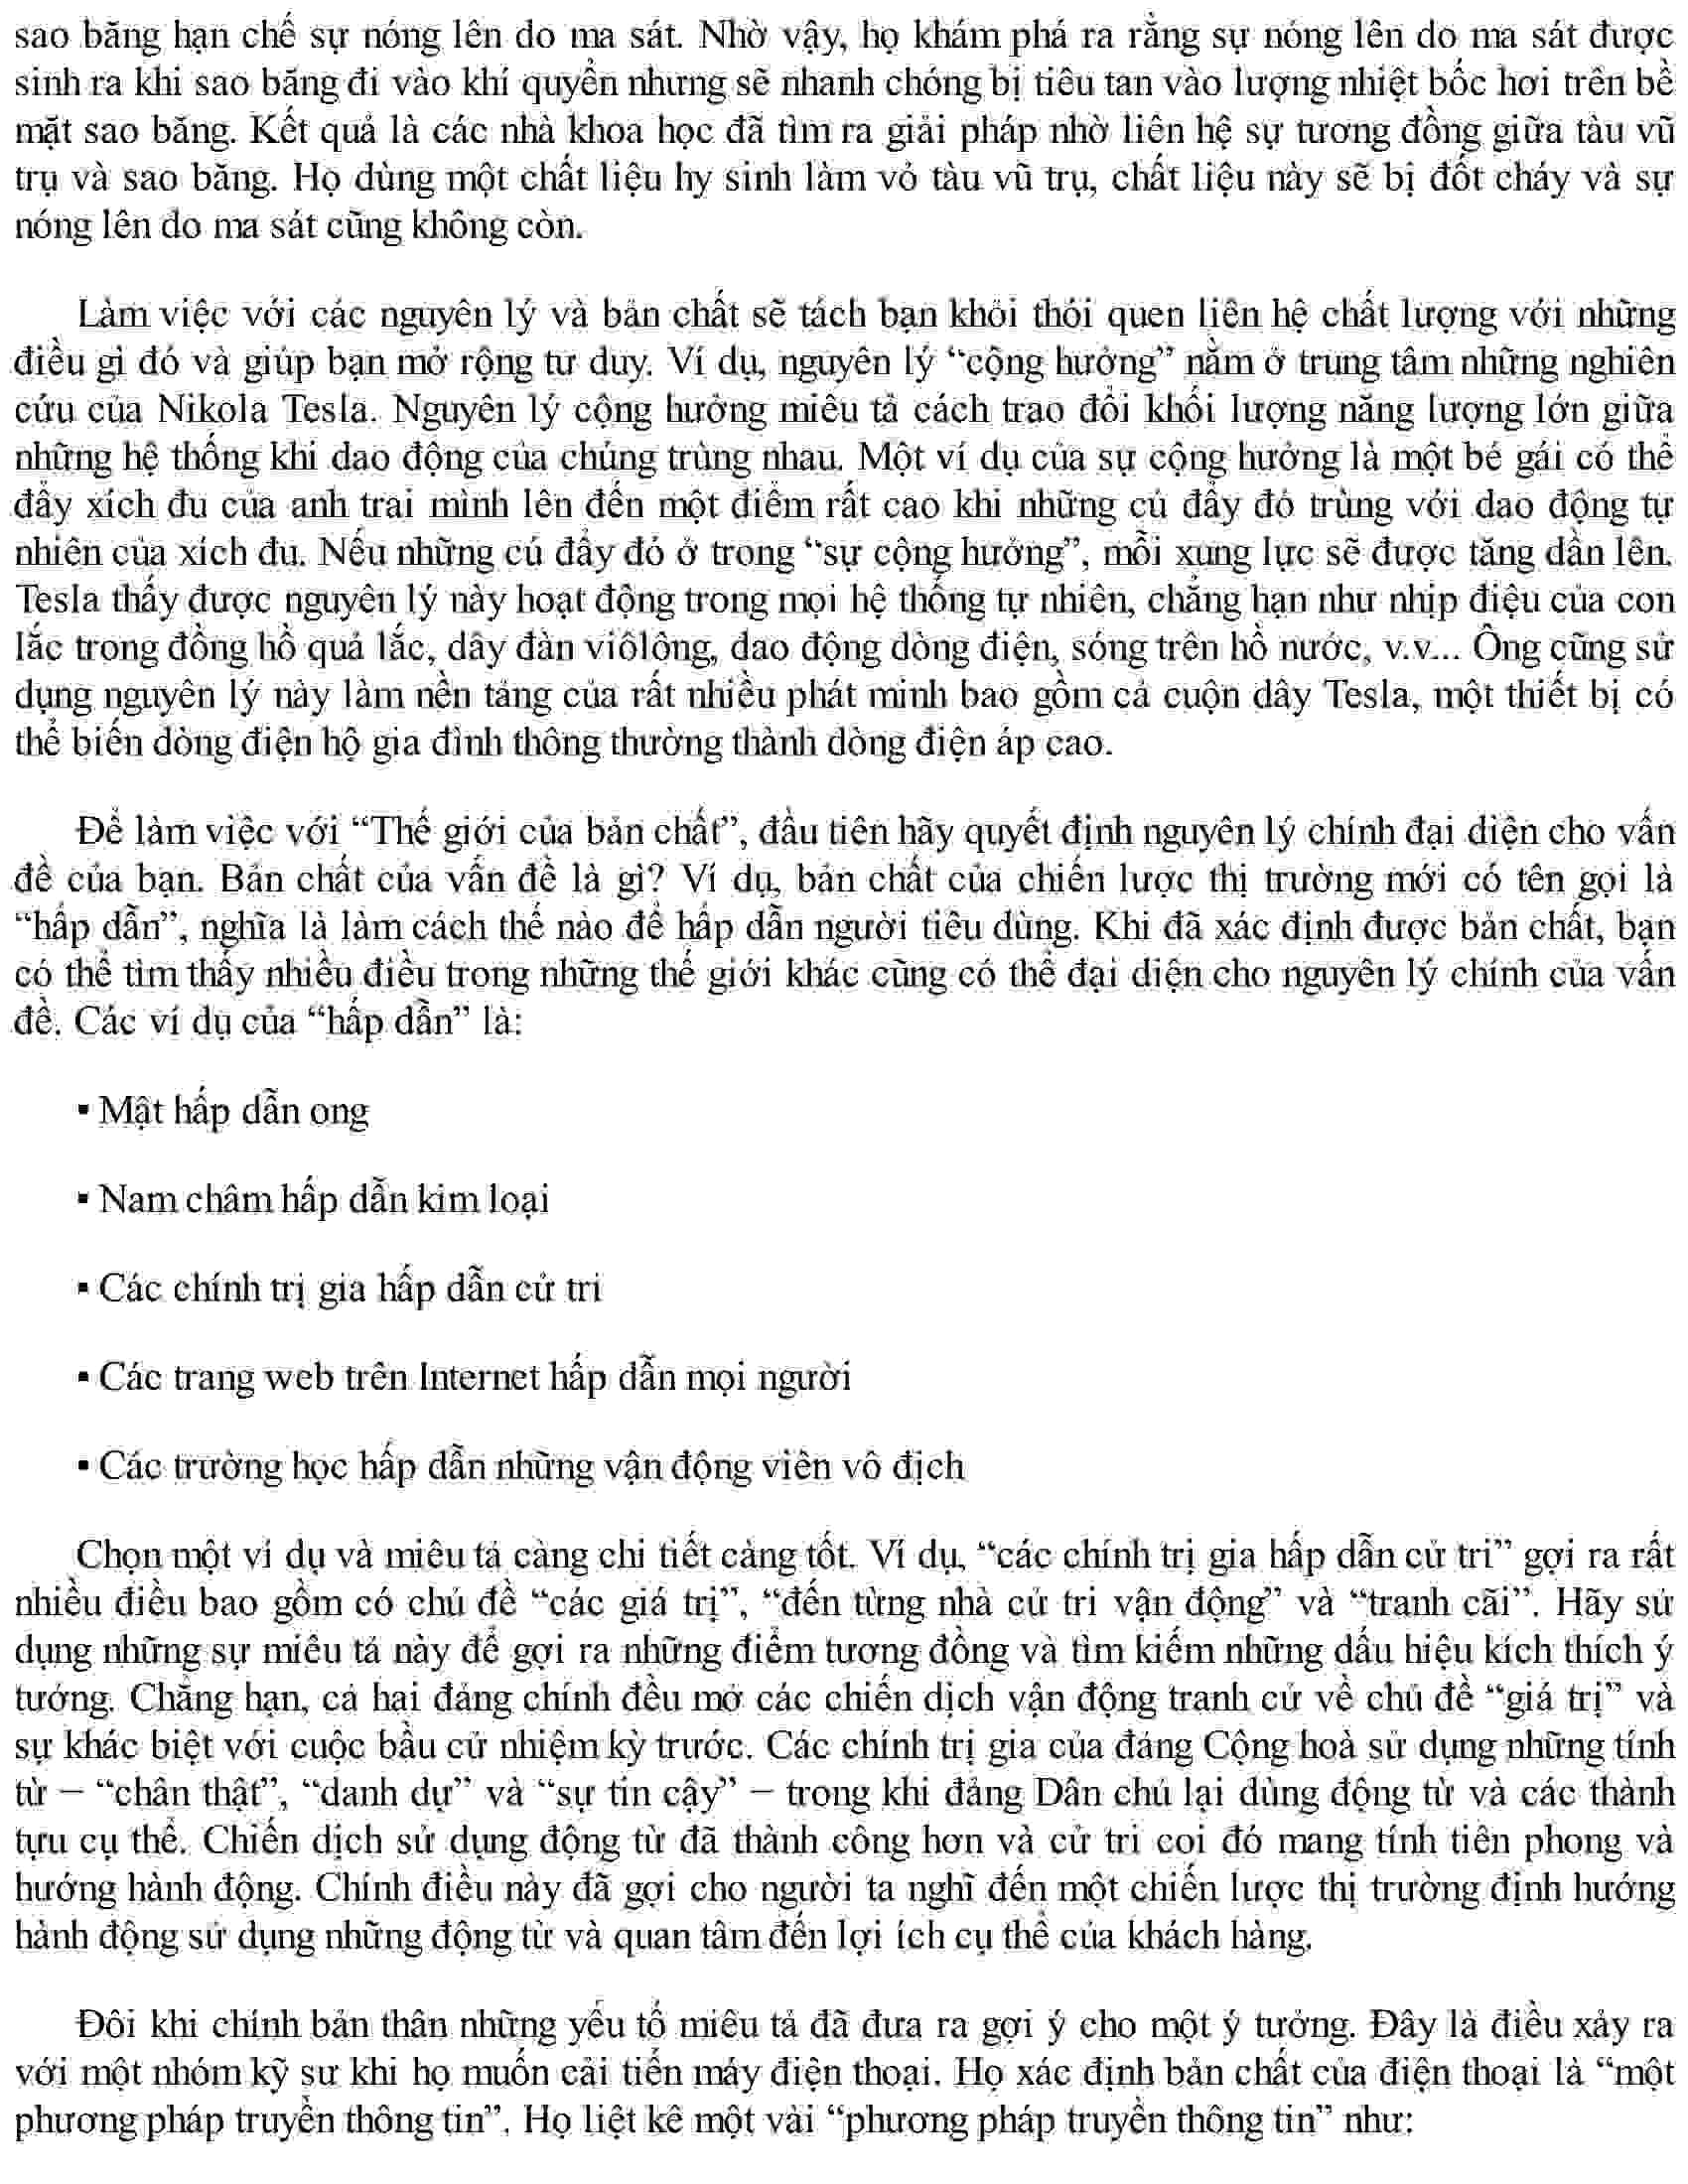 sao băng hạn chế sự nóng lên do ma sát. Nhờ vậy, họ khám phá ra rằng sự nóng lên do ma sát được
sinh ra khi sao băng đi vào khí quyển nhưng sẽ nhanh chóng bị tiêu tan vào lượng nhiệt bốc hơi trên bề
mặt sao băng. Kết quả là các nhà khoa học đã tìm ra giải pháp nhờ liên hệ sự tương đồng giữa tàu vũ
trụ và sao băng. Họ dùng một chất liệu hy sinh làm vỏ tàu vũ trụ, chất liệu này sẽ bị đốt cháy và sự
nóng lên do ma sát cũng không còn.
Làm việc với các nguyên lý và bản chất sẽ tách bạn khỏi thói quen liên hệ chất lượng với những
điều gì đó và giúp bạn mở rộng tư duy. Ví dụ, nguyên lý “cộng hưởng” nằm ở trung tâm những nghiên
cứu của Nikola Tesla. Nguyên lý cộng hưởng miêu tả cách trao đổi khối lượng năng lượng lớn giữa
những hệ thống khi dao động của chúng trùng nhau. Một ví dụ của sự cộng hưởng là một bé gái có thể
đẩy xích đu của anh trai mình lên đến một điểm rất cao khi những cú đẩy đó trùng với dao động tự
nhiên của xích đu. Nếu những cú đẩy đó ở trong “sự cộng hưởng”, mỗi xung lực sẽ được tăng dần lên.
Tesla thấy được nguyên lý này hoạt động trong mọi hệ thống tự nhiên, chẳng hạn như nhịp điệu của con
lắc trong đồng hồ quả lắc, dây đàn viôlông, dao động dòng điện, sóng trên hồ nước, v.v... Ông cũng sử
dụng nguyên lý này làm nền tảng của rất nhiều phát minh bao gồm cả cuộn dây Tesla, một thiết bị có
thể biến dòng điện hộ gia đình thông thường thành dòng điện áp cao.
Để làm việc với “Thế giới của bản chất”, đầu tiên hãy quyết định nguyên lý chính đại diện cho vấn
đề của bạn. Bản chất của vấn đề là gì? Ví dụ, bản chất của chiến lược thị trường mới có tên gọi là
“hấp dẫn”, nghĩa là làm cách thế nào để hấp dẫn người tiêu dùng. Khi đã xác định được bản chất, bạn
có thể tìm thấy nhiều điều trong những thế giới khác cũng có thể đại diện cho nguyên lý chính của vấn
đề. Các ví dụ của “hấp dẫn” là:
▪ Mật hấp dẫn ong
▪ Nam châm hấp dẫn kim loại
▪ Các chính trị gia hấp dẫn cử tri
▪ Các trang web trên Internet hấp dẫn mọi người
▪ Các trường học hấp dẫn những vận động viên vô địch
Chọn một ví dụ và miêu tả càng chi tiết càng tốt. Ví dụ, “các chính trị gia hấp dẫn cử tri” gợi ra rất
nhiều điều bao gồm có chủ đề “các giá trị”, “đến từng nhà cử tri vận động” và “tranh cãi”. Hãy sử
dụng những sự miêu tả này để gợi ra những điểm tương đồng và tìm kiếm những dấu hiệu kích thích ý
tưởng. Chẳng hạn, cả hai đảng chính đều mở các chiến dịch vận động tranh cử về chủ đề “giá trị” và
sự khác biệt với cuộc bầu cử nhiệm kỳ trước. Các chính trị gia của đảng Cộng hoà sử dụng những tính
từ – “chân thật”, “danh dự” và “sự tin cậy” – trong khi đảng Dân chủ lại dùng động từ và các thành
tựu cụ thể. Chiến dịch sử dụng động từ đã thành công hơn và cử tri coi đó mang tính tiên phong và
hướng hành động. Chính điều này đã gợi cho người ta nghĩ đến một chiến lược thị trường định hướng
hành động sử dụng những động từ và quan tâm đến lợi ích cụ thể của khách hàng.
Đôi khi chính bản thân những yếu tố miêu tả đã đưa ra gợi ý cho một ý tưởng. Đây là điều xảy ra
với một nhóm kỹ sư khi họ muốn cải tiến máy điện thoại. Họ xác định bản chất của điện thoại là “một
phương pháp truyền thông tin”. Họ liệt kê một vài “phương pháp truyền thông tin” như: